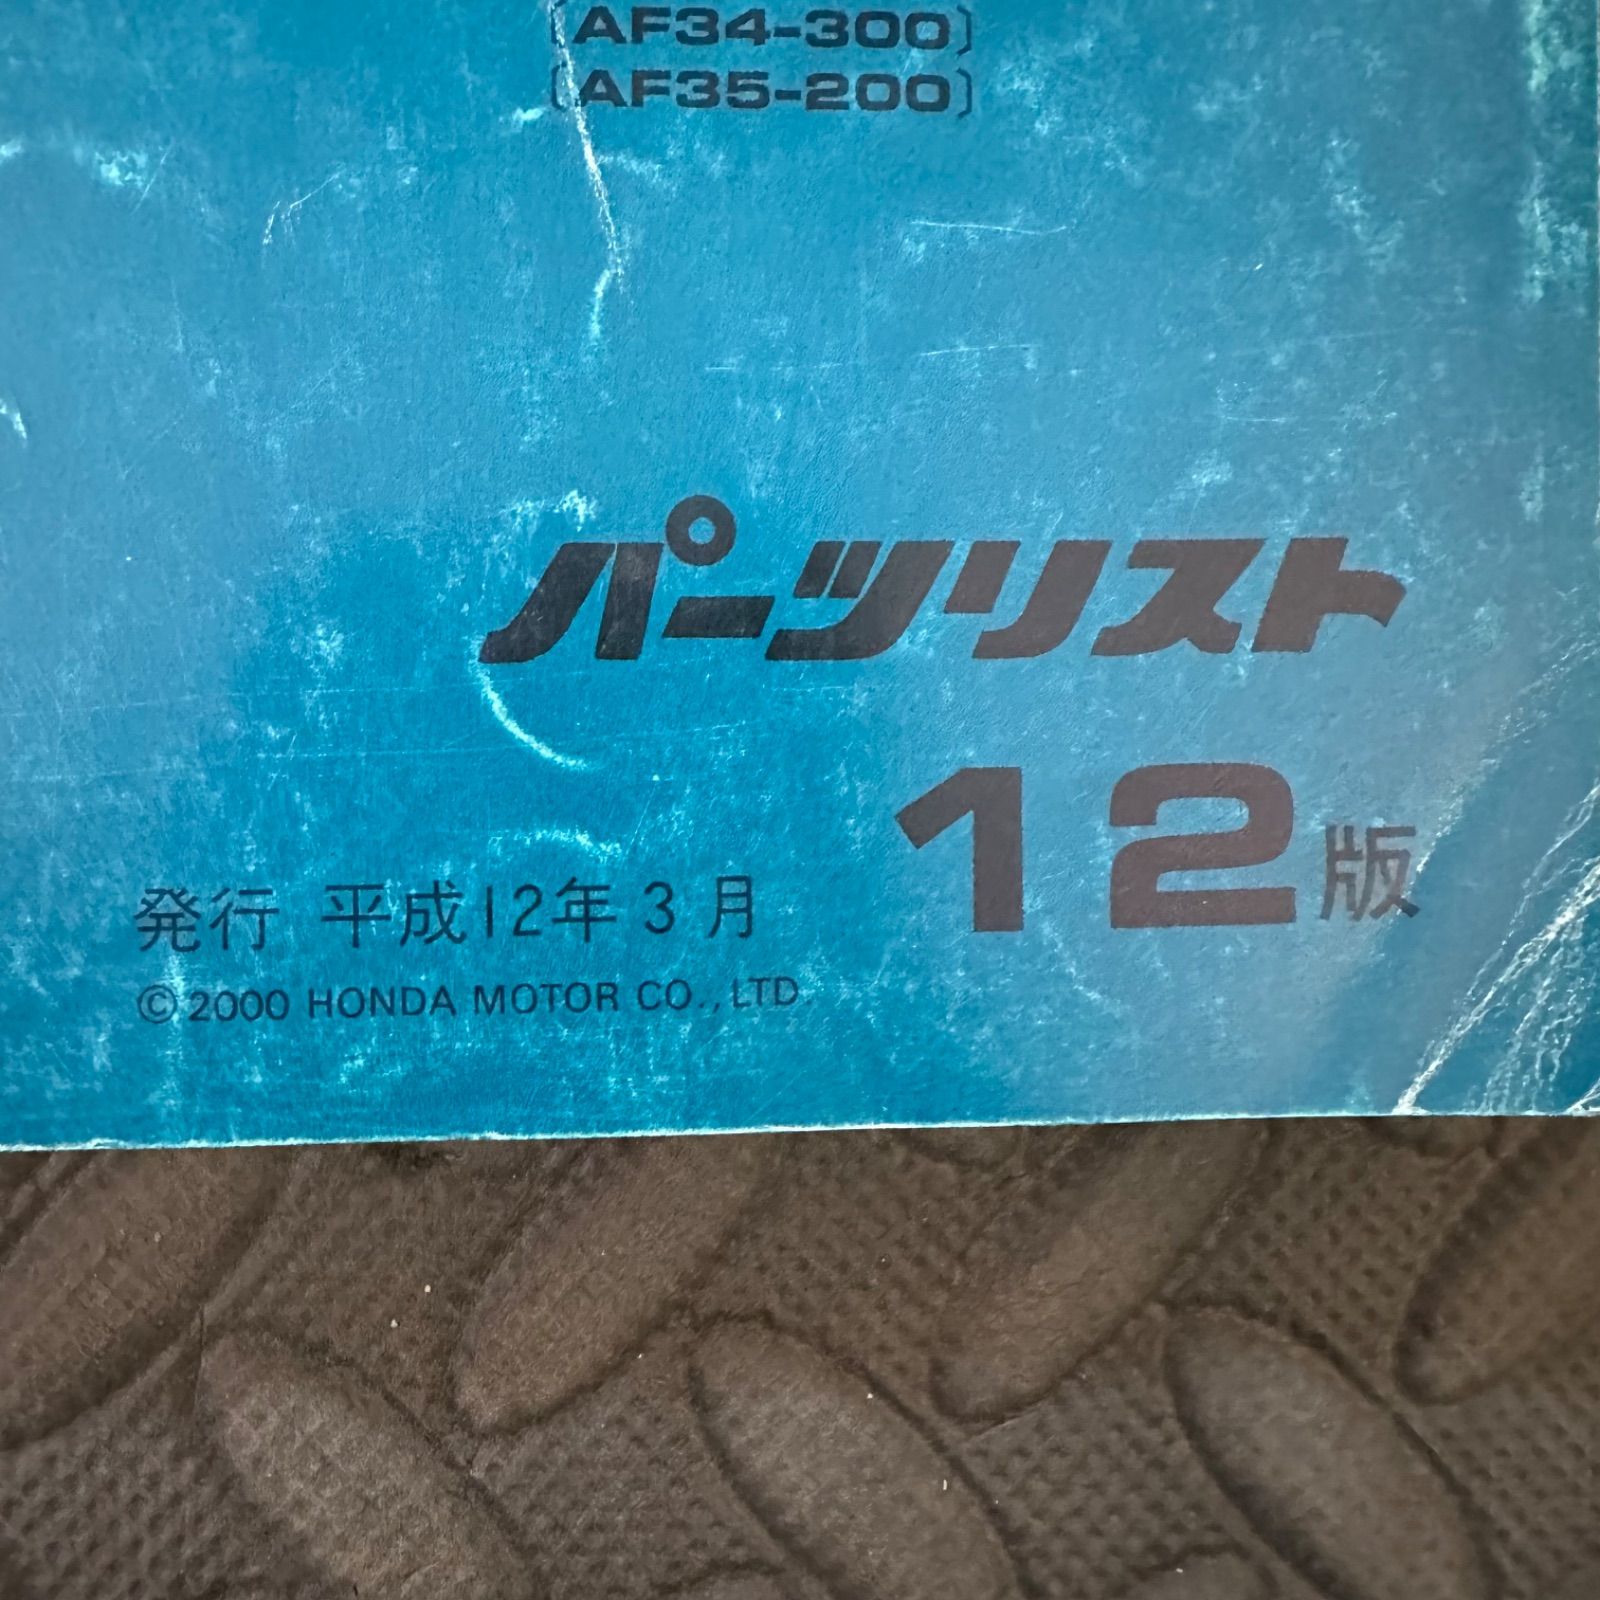 〔AF34-300〕
〔AF35-200〕
パーツリスト
12版
発行 平成12年3月
©2000 HONDA MOTOR CO.,LTD.